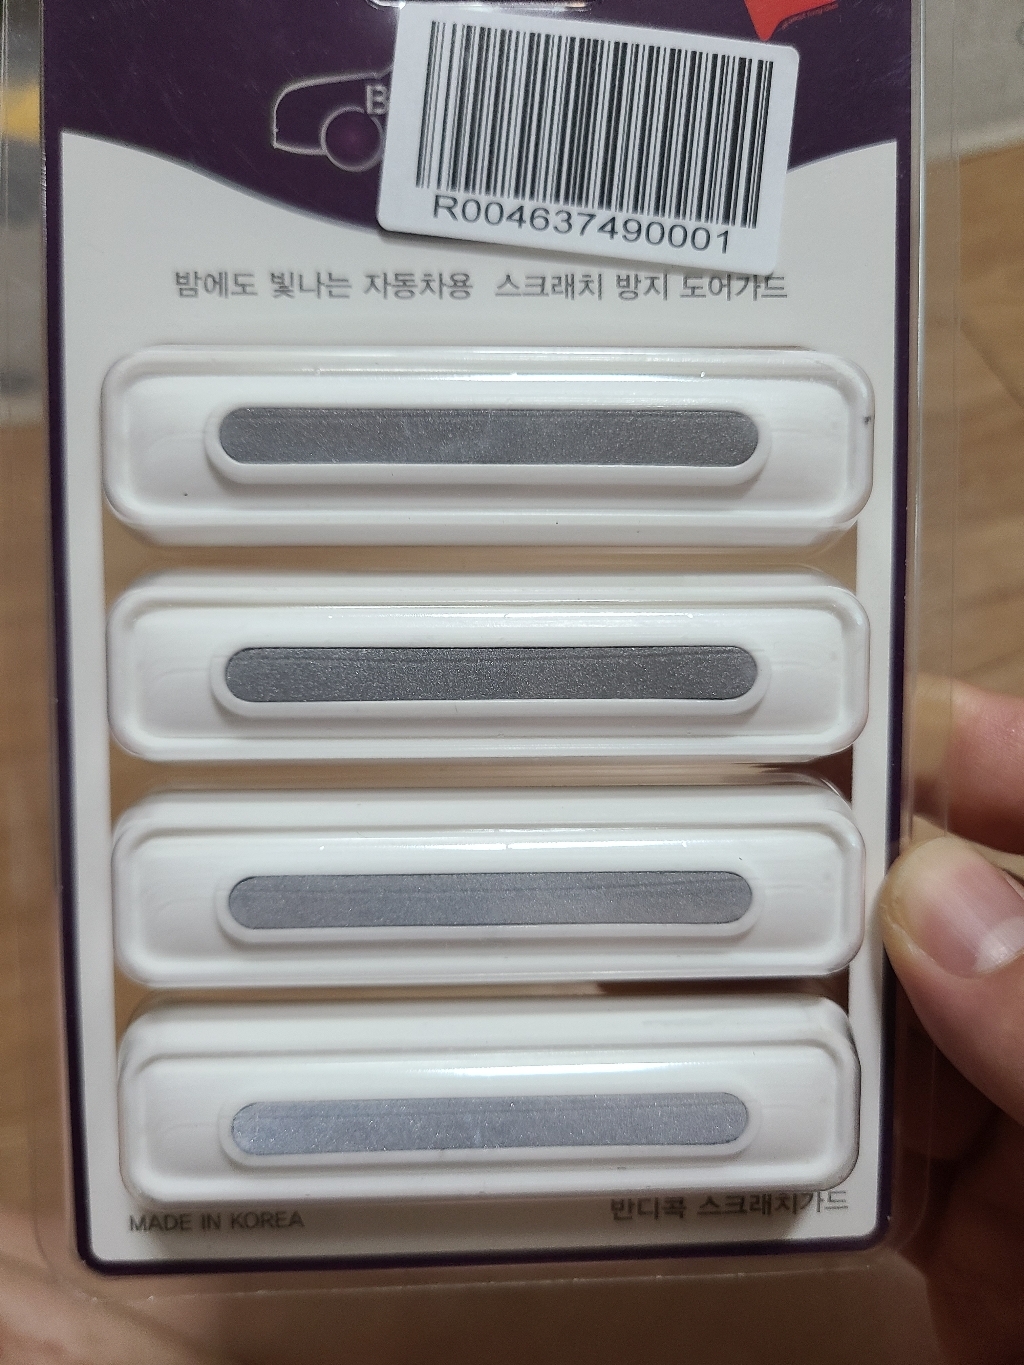 B
R004637490001
밤에도 빛나는 자동차용 스크래치 방지 도어가드
MADE IN KOREA
반디콕 스크래치가드